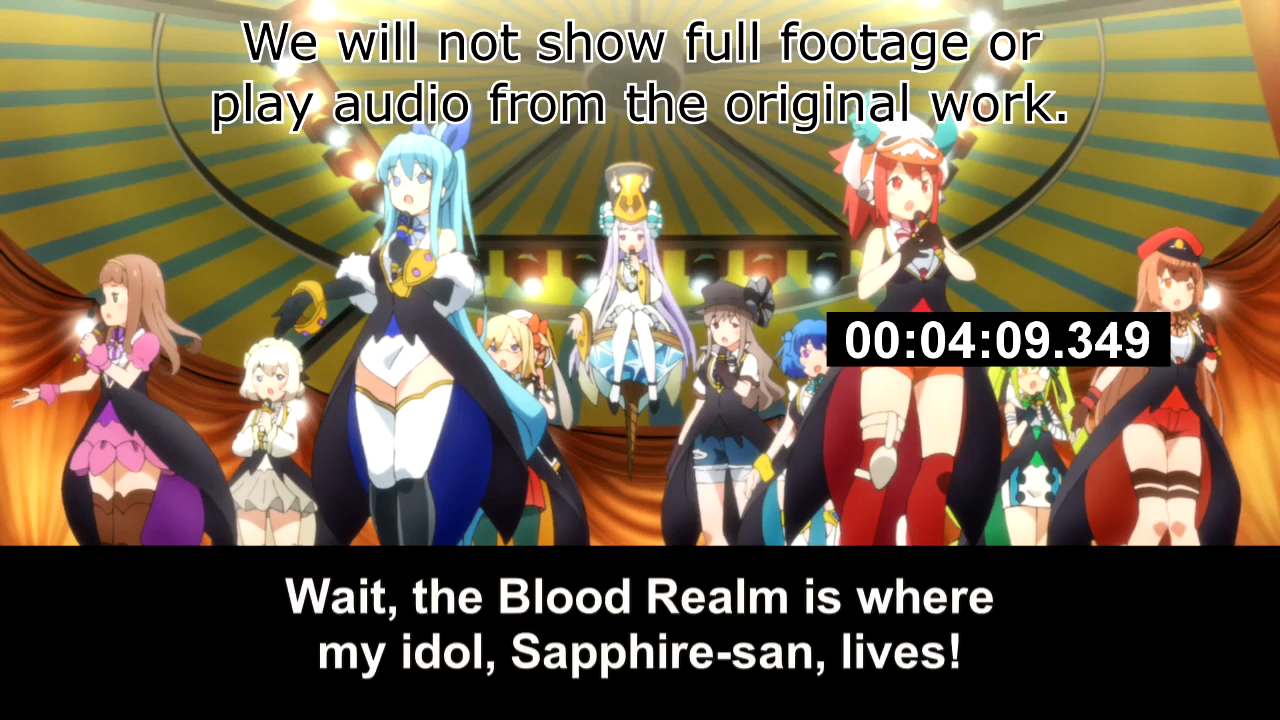 We will not show full footage or
play audio from the original work.
00:04:09.349
Wait, the Blood Realm is where
my idol, Sapphire-san, lives!